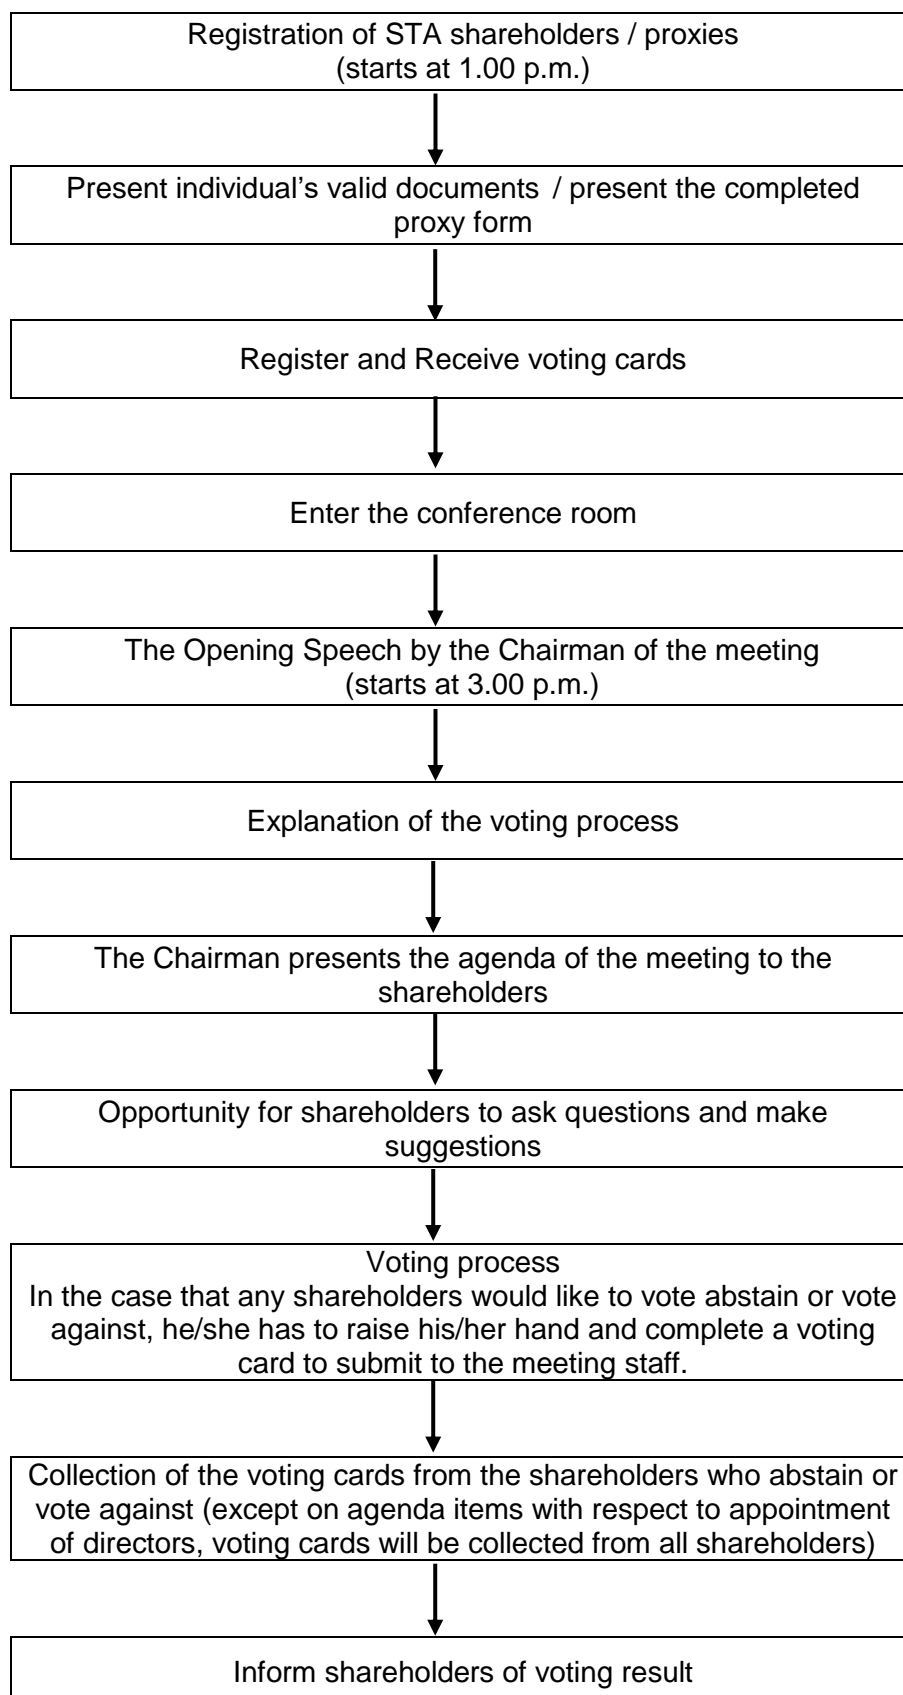 Registration of STA shareholders / proxies
(starts at 1.00 p.m.)
Present individual's valid documents / present the completed
proxy form
Register and Receive voting cards
Enter the conference room
The Opening Speech by the Chairman of the meeting
(starts at 3.00 p.m.)
Explanation of the voting process
The Chairman presents the agenda of the meeting to the
shareholders
Opportunity for shareholders to ask questions and make
suggestions
Voting process
In the case that any shareholders would like to vote abstain or vote
against, he/she has to raise his/her hand and complete a voting
card to submit to the meeting staff.
Collection of the voting cards from the shareholders who abstain or
vote against (except on agenda items with respect to appointment
of directors, voting cards will be collected from all shareholders)
Inform shareholders of voting result